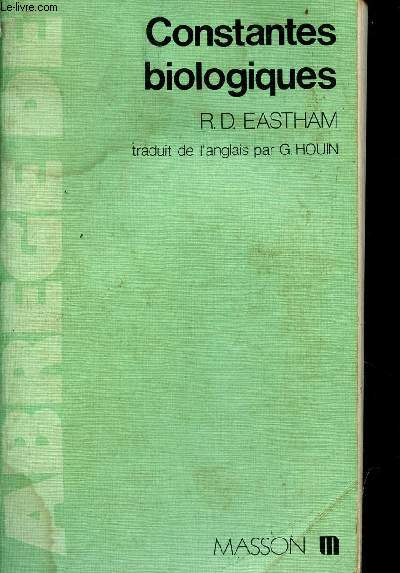 Le-livre.com
ABREGE DE
Constantes
biologiques
R.D. EASTHAM
traduit de l'anglais par G. HOUIN
MASSON m